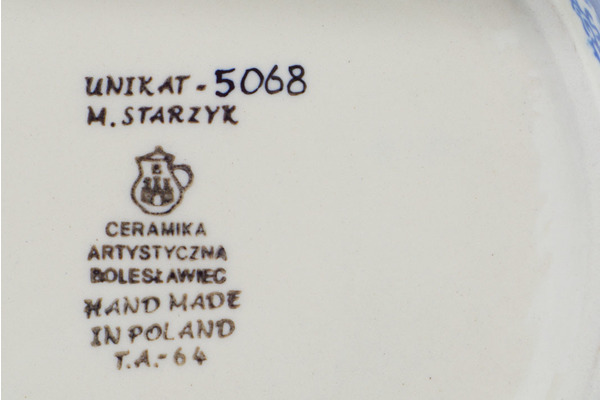 UNIKAT - 5068
M. STARZYK
CERAMIKA
ARTYSTYCZNA
BOLESŁAWIEC
HAND MADE
IN POLAND
T.A.-64